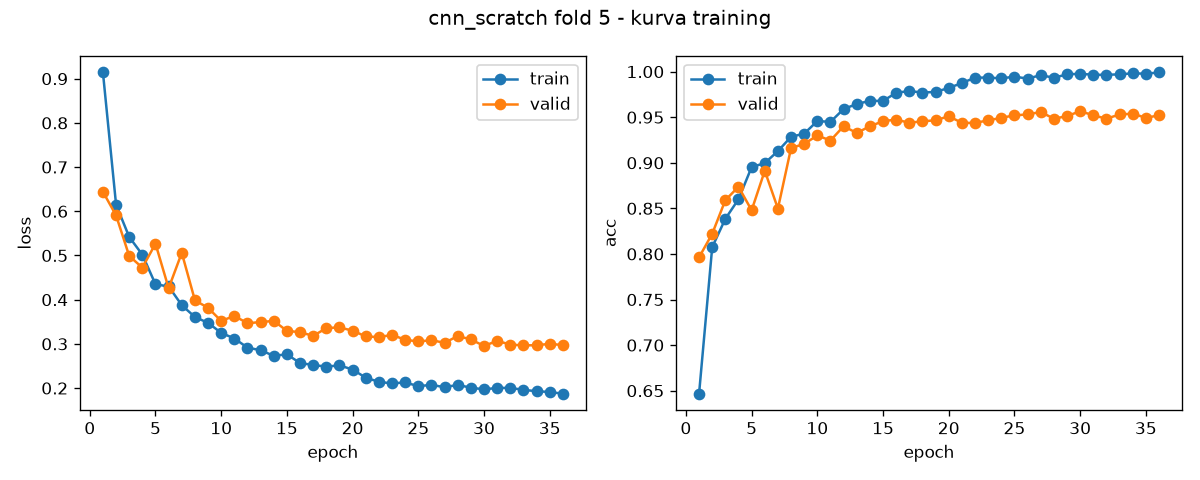 cnn_scratch fold 5 - kurva training
train
valid
0.9
0.8
0.7
0.6
0.5
0.4
0.3
0.2
loss
0 5 10 15 20 25 30 35
epoch
train
valid
1.00
0.95
0.90
0.85
0.80
0.75
0.70
0.65
acc
0 5 10 15 20 25 30 35
epoch